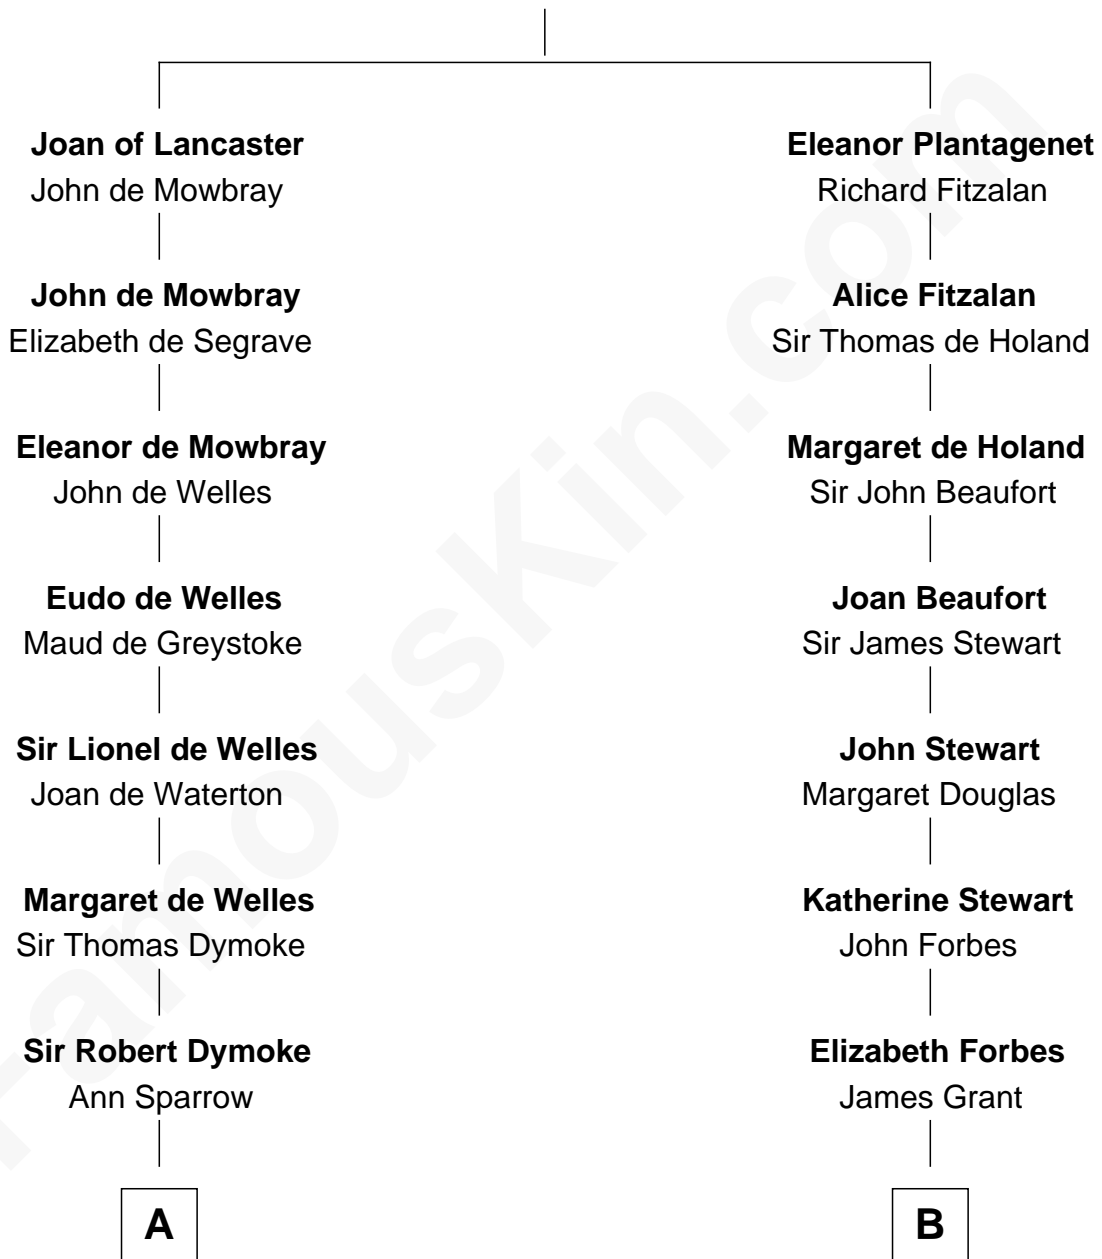 Joan of Lancaster
John de Mowbray
John de Mowbray
Elizabeth de Segrave
Eleanor de Mowbray
John de Welles
Eudo de Welles
Maud de Greystoke
Sir Lionel de Welles
Joan de Waterton
Margaret de Welles
Sir Thomas Dymoke
Sir Robert Dymoke
Ann Sparrow
A
Eleanor Plantagenet
Richard Fitzalan
Alice Fitzalan
Sir Thomas de Holand
Margaret de Holand
Sir John Beaufort
Joan Beaufort
Sir James Stewart
John Stewart
Margaret Douglas
Katherine Stewart
John Forbes
Elizabeth Forbes
James Grant
B
FamousKin.com